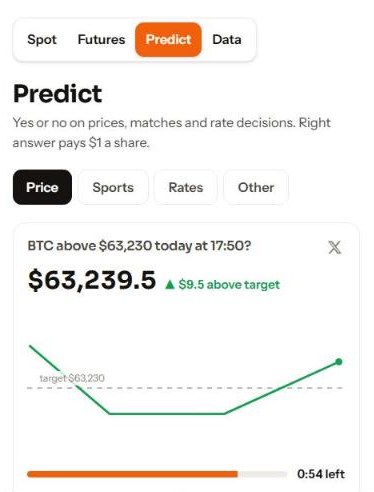 Spot Futures Predict Data
Predict
Yes or no on prices, matches and rate decisions. Right
answer pays $1 a share.
Price Sports Rates Other
BTC above $63,230 today at 17:50?
$63,239.5 ▲ $9.5 above target
target $63,230
0:54 left